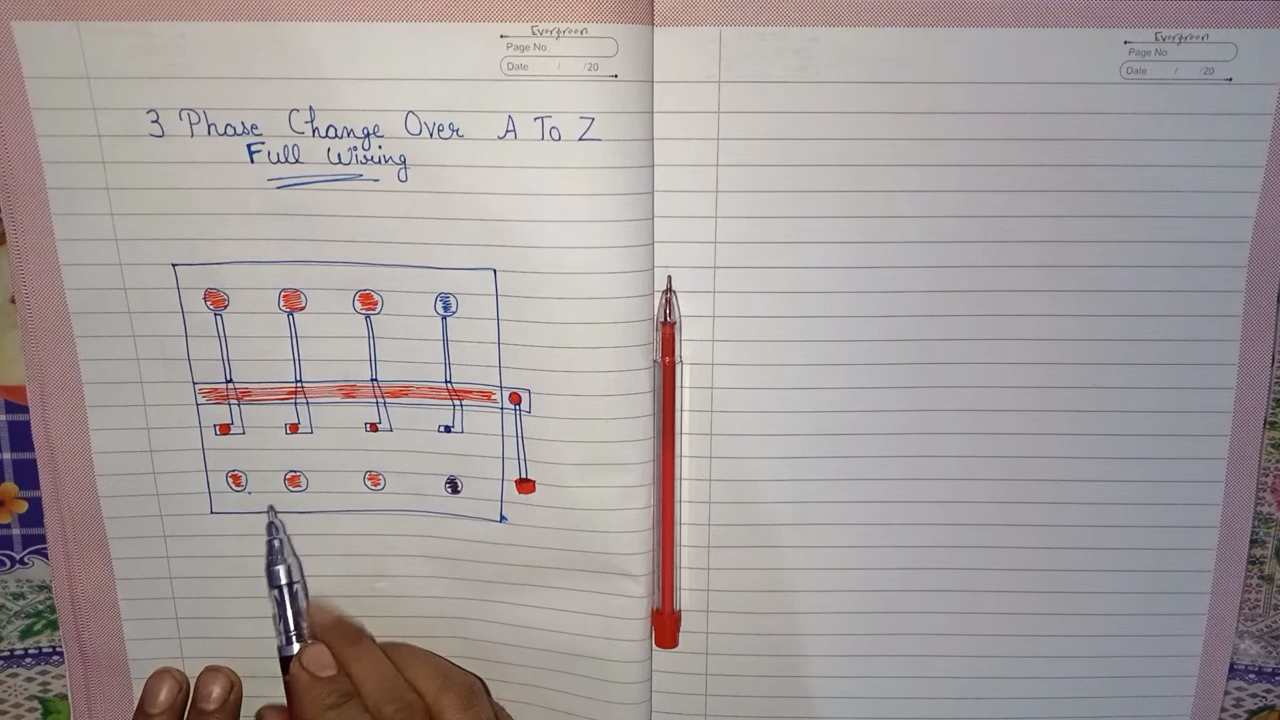 Evergreen
Page No
Date / /20
Evergreen
Page No
Date / /20
3 Phase Change Over A To Z
Full Wiring